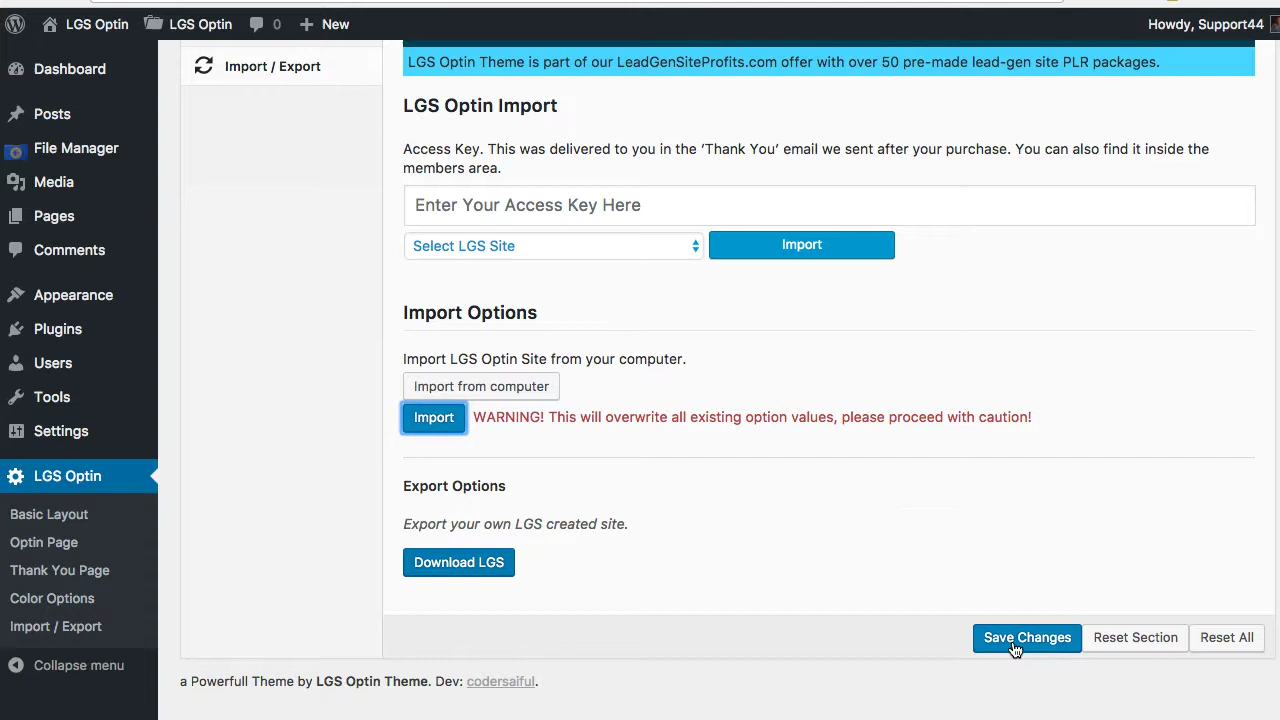 LGS Optin LGS Optin 0 New Howdy, Support44
Dashboard
Posts
File Manager
Media
Pages
Comments
Appearance
Plugins
Users
Tools
Settings
LGS Optin
Basic Layout
Optin Page
Thank You Page
Color Options
Import / Export
Collapse menu
Import / Export
LGS Optin Theme is part of our LeadGenSiteProfits.com offer with over 50 pre-made lead-gen site PLR packages.
LGS Optin Import
Access Key. This was delivered to you in the ‘Thank You’ email we sent after your purchase. You can also find it inside the
members area.
Enter Your Access Key Here
Select LGS Site Import
Import Options
Import LGS Optin Site from your computer.
Import from computer
Import WARNING! This will overwrite all existing option values, please proceed with caution!
Export Options
Export your own LGS created site.
Download LGS
Save Changes Reset Section Reset All
a Powerfull Theme by LGS Optin Theme. Dev: codersaiful.